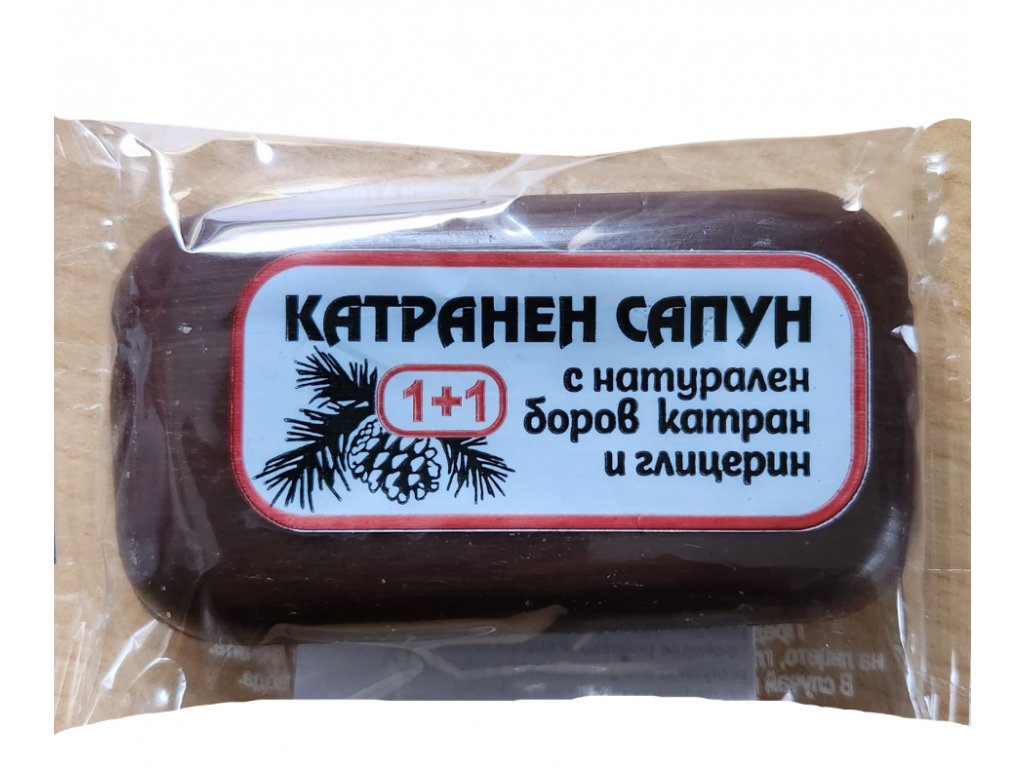 КАТРАНЕН САПУН
1+1
с натурален
боров катран
и глицерин